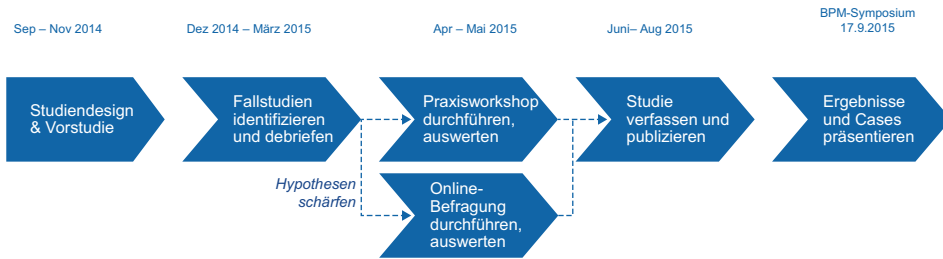 Sep – Nov 2014
Dez 2014 – März 2015
Apr – Mai 2015
Juni– Aug 2015
BPM-Symposium
17.9.2015
Studiendesign
& Vorstudie
Fallstudien
identifizieren
und debriefen
Praxisworkshop
durchführen,
auswerten
Studie
verfassen und
publizieren
Ergebnisse
und Cases
präsentieren
Hypothesen
schärfen
Online-
Befragung
durchführen,
auswerten